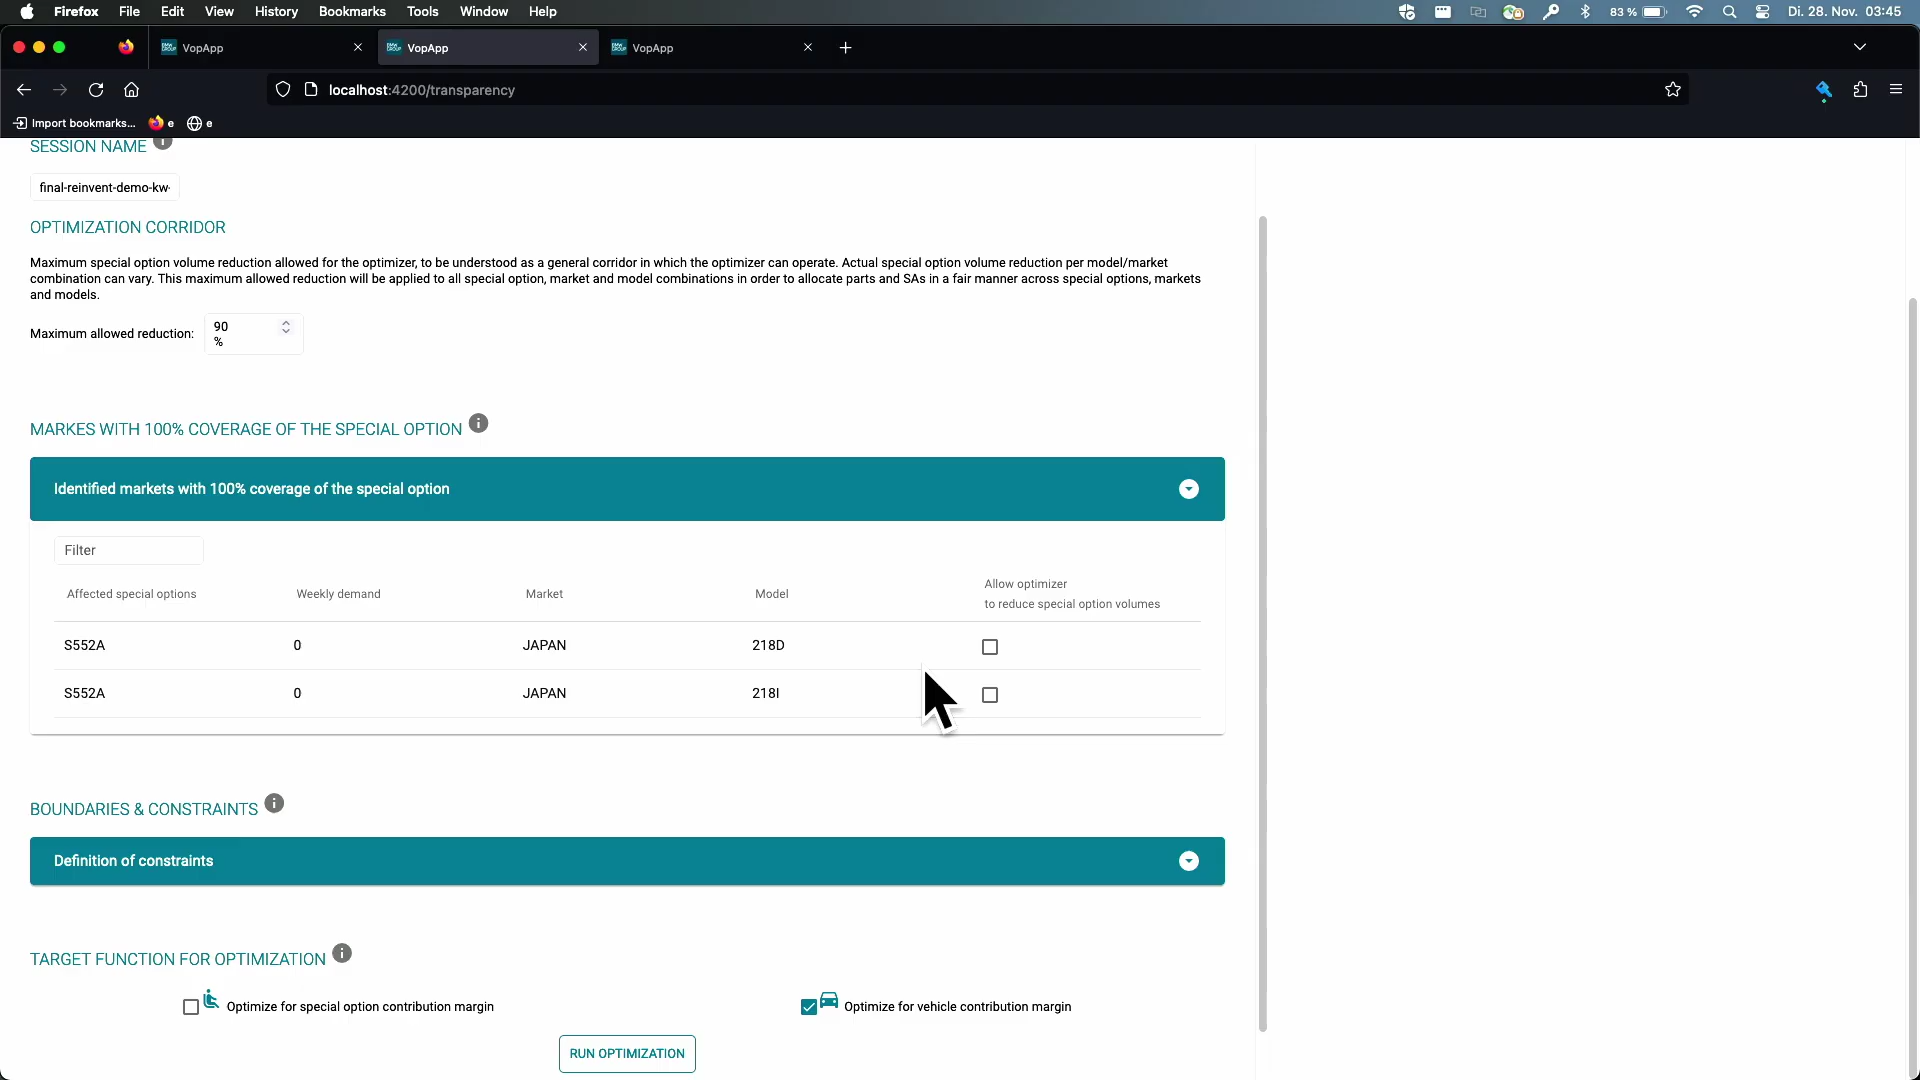 Firefox File Edit View History Bookmarks Tools Window Help 83 % Di. 28. Nov. 03:45
VopApp VopApp VopApp
localhost:4200/transparency
Import bookmarks... e e
SESSION NAME
final-reinvent-demo-kw-
OPTIMIZATION CORRIDOR
Maximum special option volume reduction allowed for the optimizer, to be understood as a general corridor in which the optimizer can operate. Actual special option volume reduction per model/market
combination can vary. This maximum allowed reduction will be applied to all special option, market and model combinations in order to allocate parts and SAs in a fair manner across special options, markets
and models.
Maximum allowed reduction: 90
%
MARKES WITH 100% COVERAGE OF THE SPECIAL OPTION
Identified markets with 100% coverage of the special option
Filter
Affected special options Weekly demand Market Model Allow optimizer
to reduce special option volumes
S552A 0 JAPAN 218D
S552A 0 JAPAN 218I
BOUNDARIES & CONSTRAINTS
Definition of constraints
TARGET FUNCTION FOR OPTIMIZATION
Optimize for special option contribution margin Optimize for vehicle contribution margin
RUN OPTIMIZATION